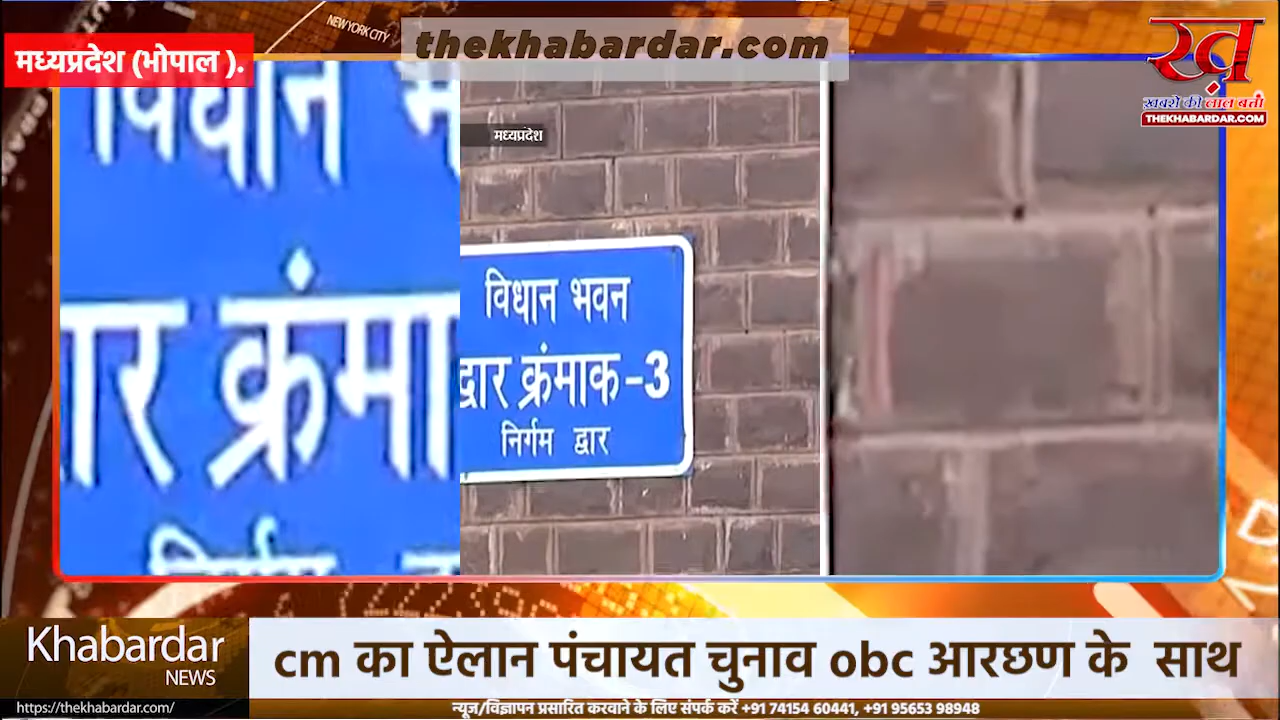 NEW YORK CITY
thekhabardar.com
मध्यप्रदेश (भोपाल ).
ख़
ख़बरों की लाल बत्ती
THEKHABARDAR.COM
विधान भ
मध्यप्रदेश
विधान भवन
द्वार क्रंमाक-3
निर्गम द्वार
ार क्रंमा
निर्गम
Khabardar
NEWS
cm का ऐलान पंचायत चुनाव obc आरछण के साथ
https://thekhabardar.com/
न्यूज/विज्ञापन प्रसारित करवाने के लिए संपर्क करें +91 74154 60441, +91 95653 98948